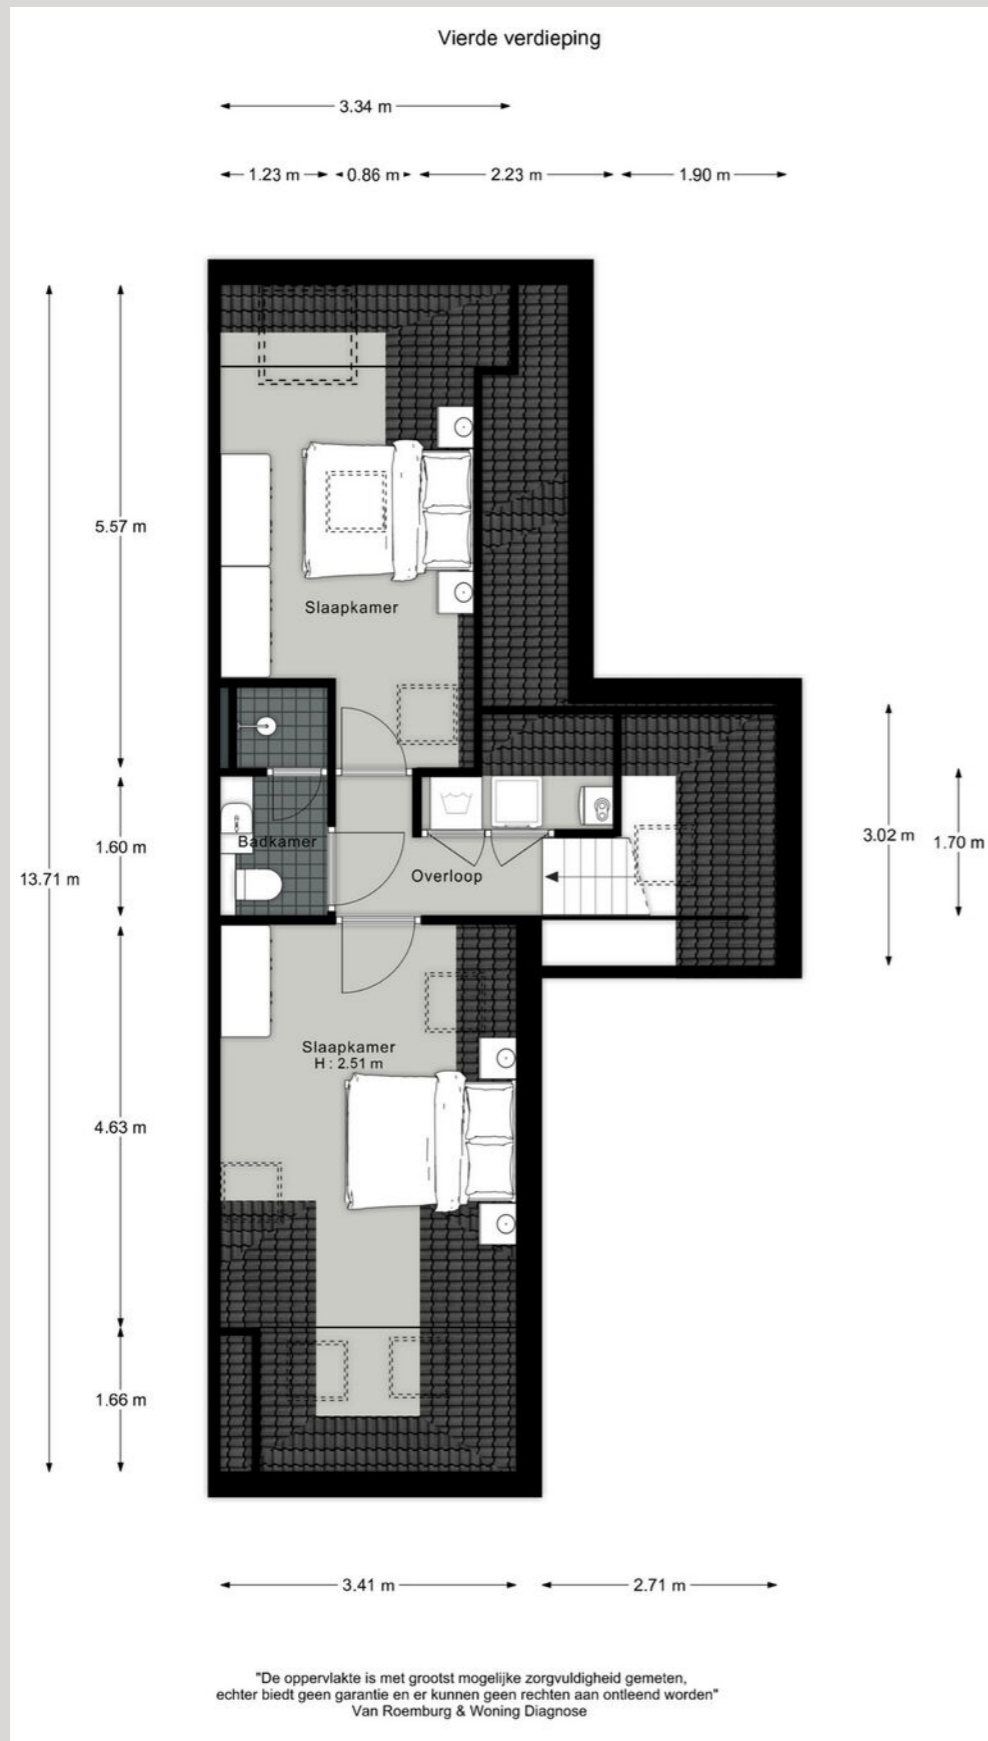 Vierde verdieping
3.34 m
1.23 m 0.86 m 2.23 m 1.90 m
5.57 m
Slaapkamer
1.60 m
13.71 m
Badkamer
Overloop
3.02 m
1.70 m
Slaapkamer
H : 2.51 m
4.63 m
1.66 m
3.41 m 2.71 m
"De oppervlakte is met grootst mogelijke zorgvuldigheid gemeten,
echter biedt geen garantie en er kunnen geen rechten aan ontleend worden"
Van Roemburg & Woning Diagnose